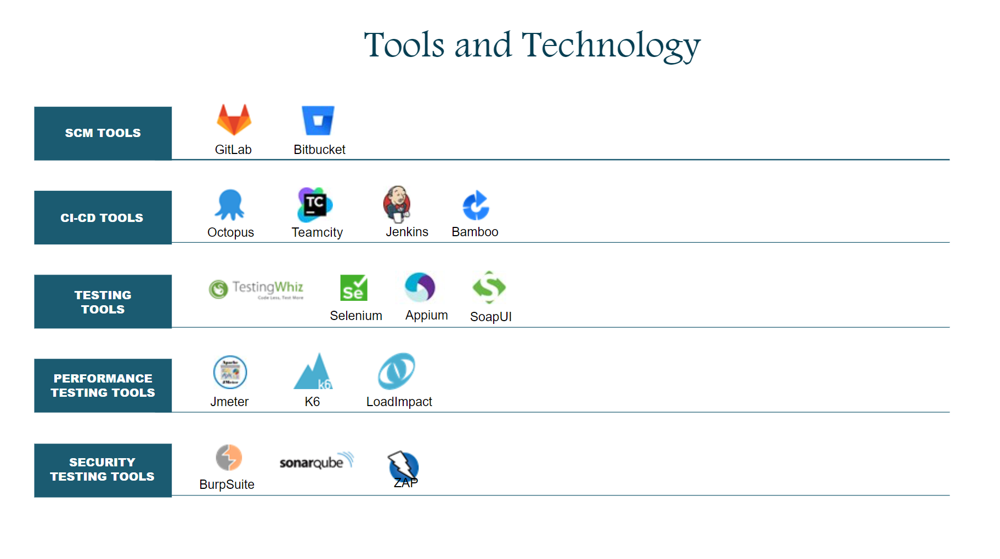 Tools and Technology
SCM TOOLS
GitLab
Bitbucket
CI-CD TOOLS
TC
Octopus
Teamcity
Jenkins
Bamboo
TESTING
TOOLS
TestingWhiz
Code Less, Test More
Se
Selenium
Appium
SoapUI
PERFORMANCE
TESTING TOOLS
Apache
JMeter
k6
Jmeter
K6
LoadImpact
SECURITY
TESTING TOOLS
sonarqube
BurpSuite
ZAP